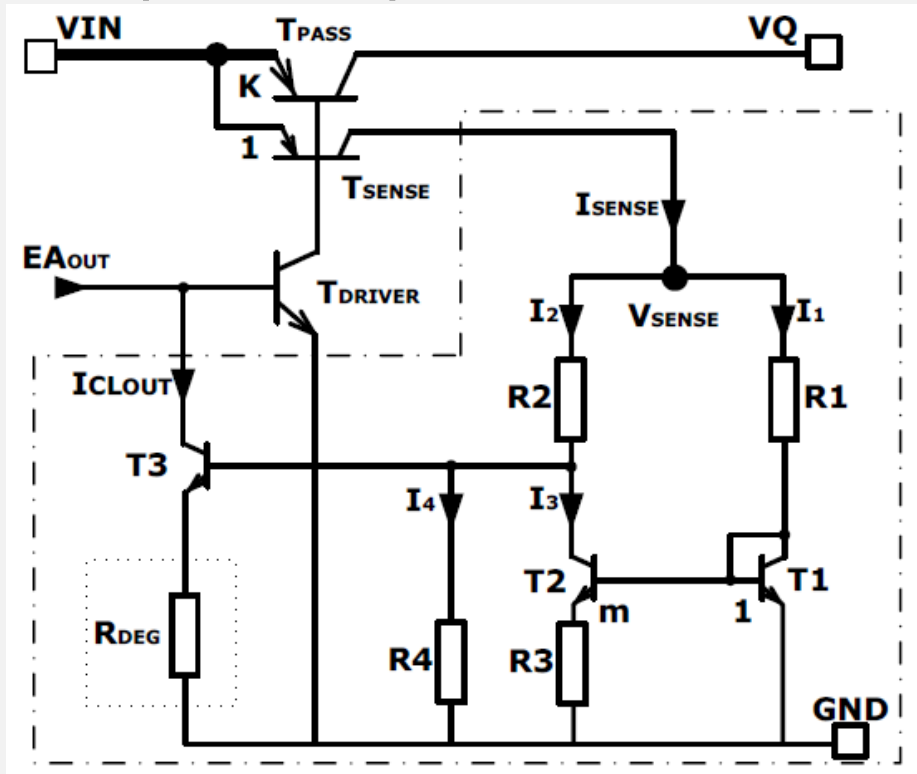 VIN
TPASS
VQ
K
1
TSENSE
ISENSE
EAOUT
TDRIVER
I2
VSENSE
I1
ICLOUT
R2
R1
T3
I4
I3
T2
T1
m
1
RDEG
R4
R3
GND